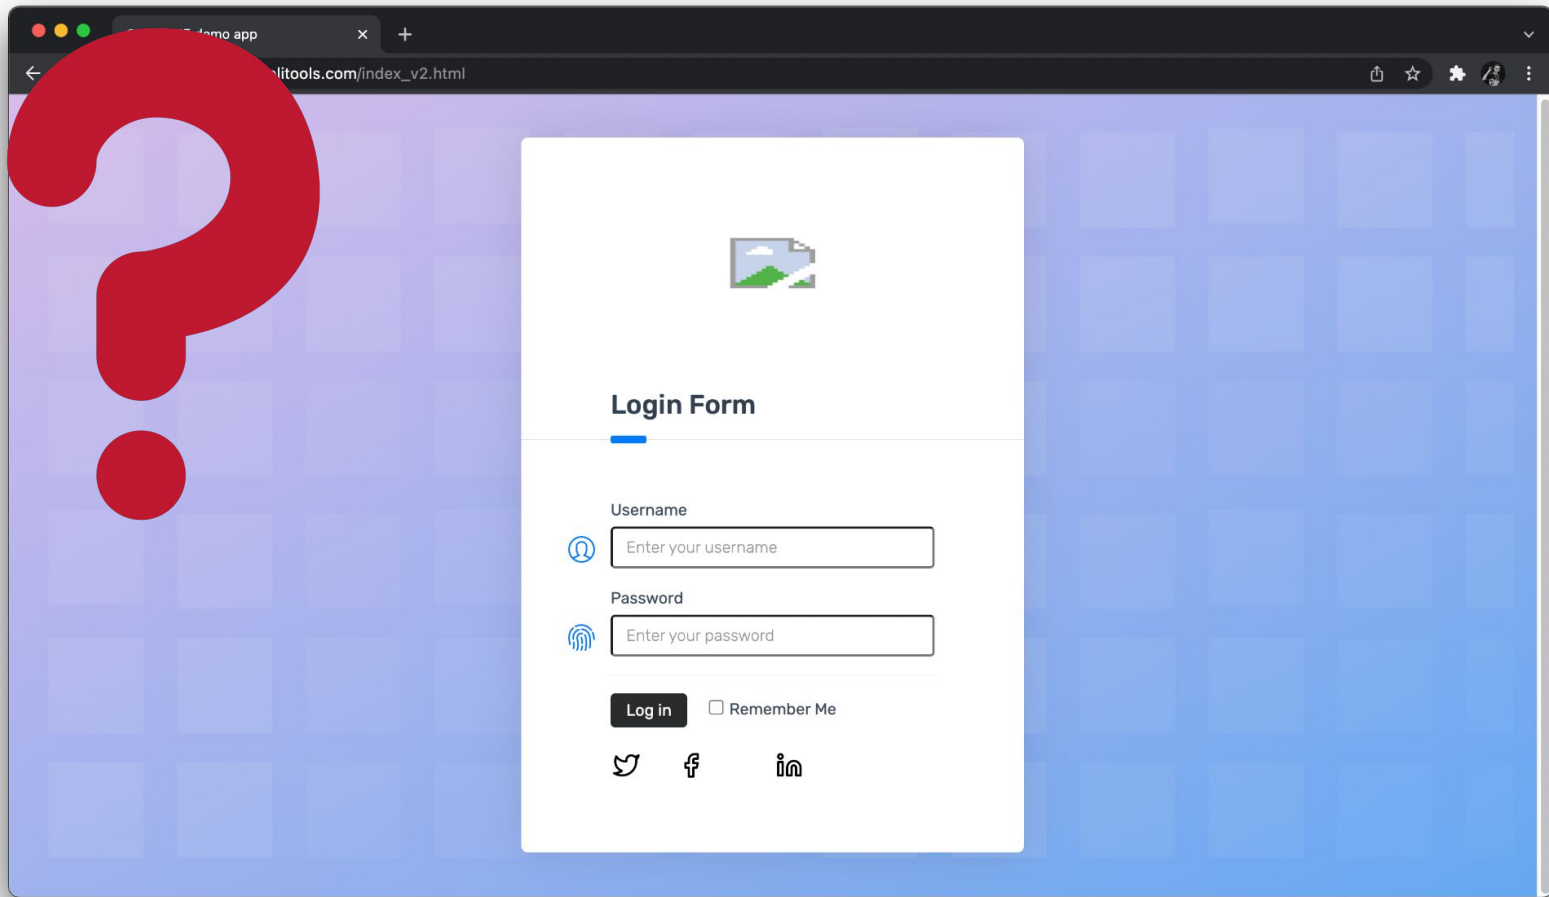 demo app
litools.com/index_v2.html
Login Form
Username
Enter your username
Password
Enter your password
Log in
Remember Me